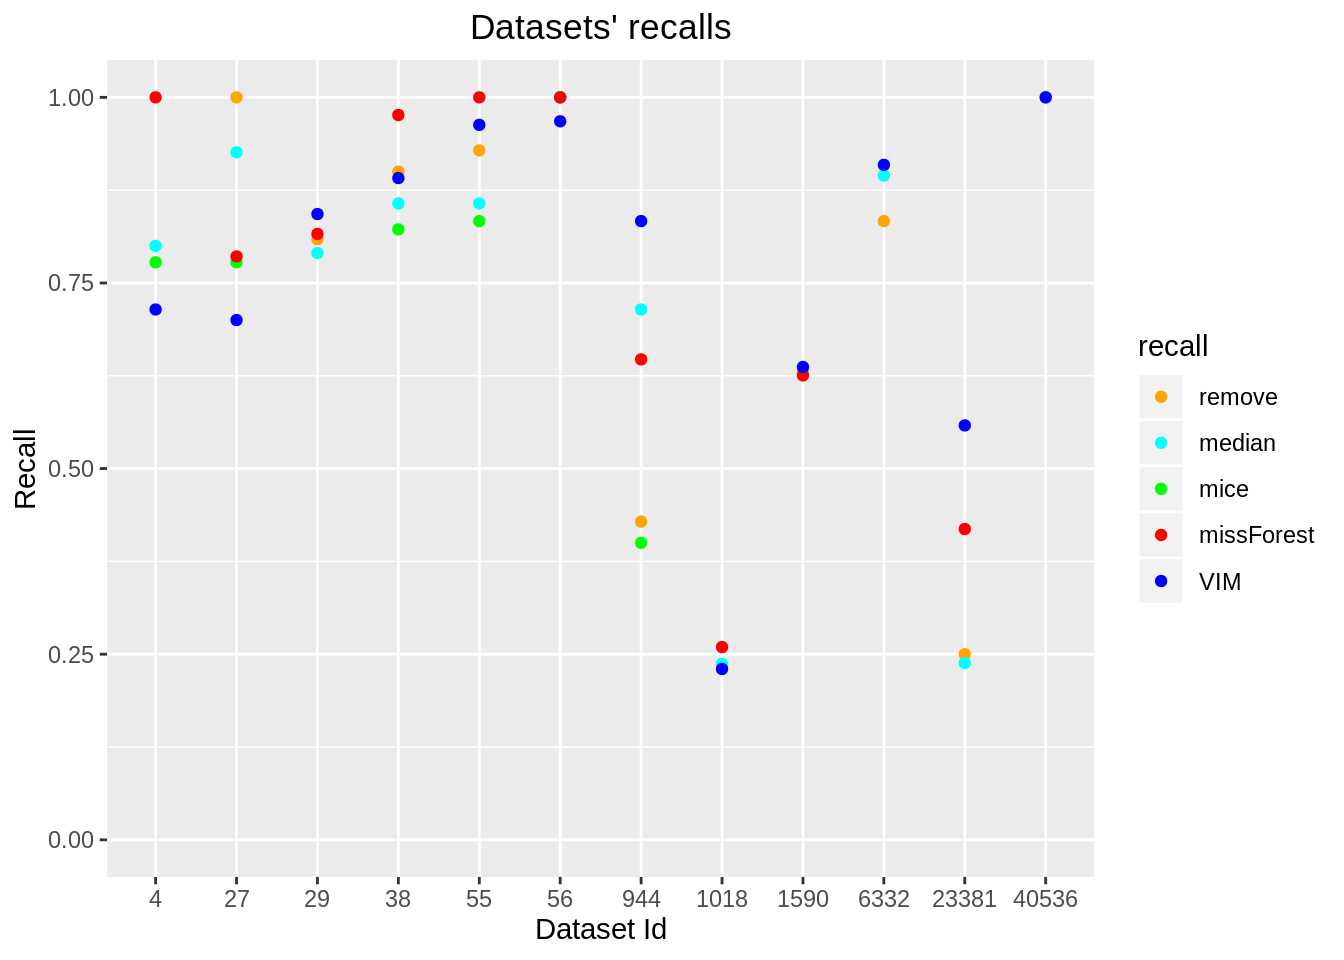 Datasets' recalls
1.00
0.75
0.50
0.25
0.00
Recall
4 27 29 38 55 56 944 1018 1590 6332 23381 40536
Dataset Id
recall
remove
median
mice
missForest
VIM